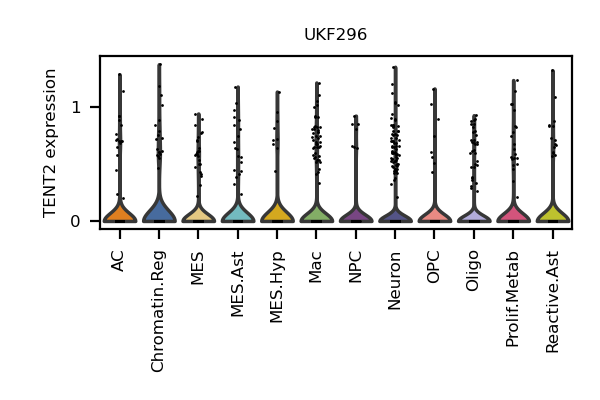 UKF296
TENT2 expression
1
0
AC
Chromatin.Reg
MES
MES.Ast
MES.Hyp
Mac
NPC
Neuron
OPC
Oligo
Prolif.Metab
Reactive.Ast